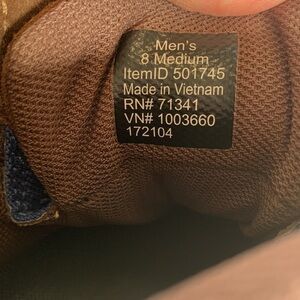 Men's
8 Medium
ItemID 501745
Made in Vietnam
RN# 71341
VN# 1003660
172104